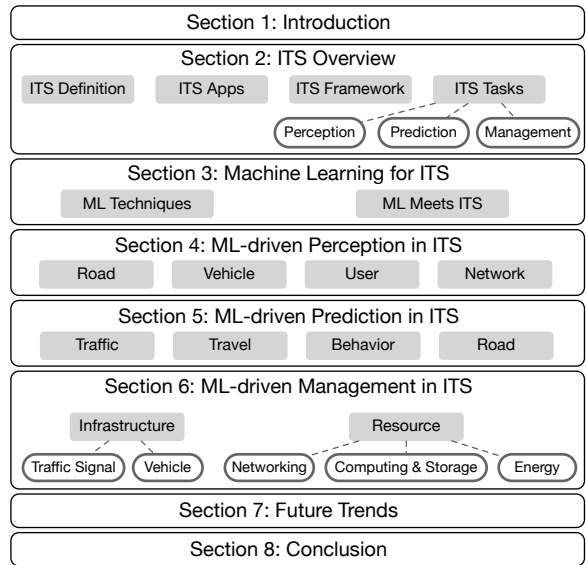 Section 1: Introduction
Section 2: ITS Overview
ITS Definition ITS Apps ITS Framework ITS Tasks
Perception Prediction Management
Section 3: Machine Learning for ITS
ML Techniques ML Meets ITS
Section 4: ML-driven Perception in ITS
Road Vehicle User Network
Section 5: ML-driven Prediction in ITS
Traffic Travel Behavior Road
Section 6: ML-driven Management in ITS
Infrastructure Resource
Traffic Signal Vehicle Networking Computing & Storage Energy
Section 7: Future Trends
Section 8: Conclusion